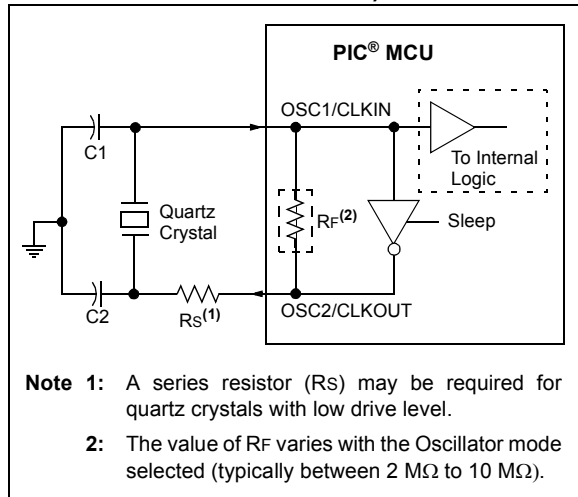 PIC® MCU
OSC1/CLKIN
C1
To Internal
Logic
Quartz
Crystal
RF(2)
Sleep
C2
RS(1)
OSC2/CLKOUT
Note 1: A series resistor (RS) may be required for
quartz crystals with low drive level.
2: The value of RF varies with the Oscillator mode
selected (typically between 2 MΩ to 10 MΩ).